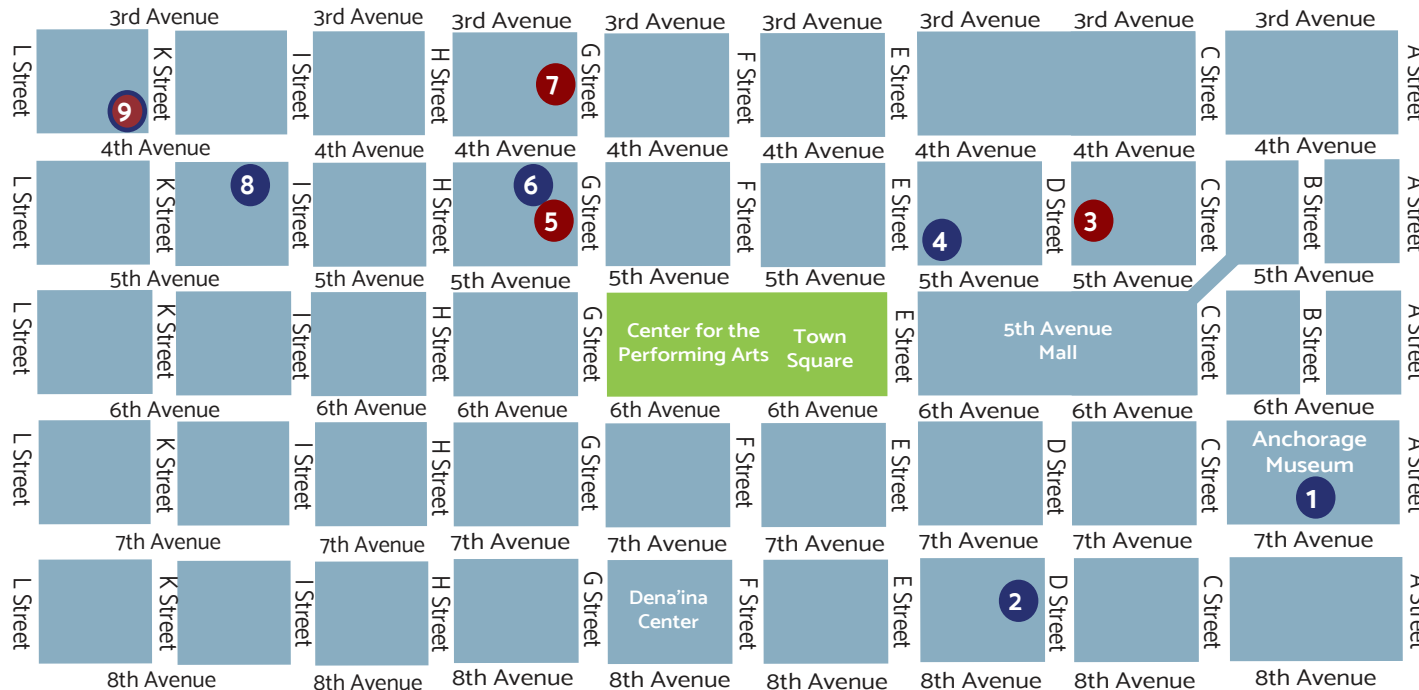 3rd Avenue 3rd Avenue 3rd Avenue 3rd Avenue 3rd Avenue 3rd Avenue 3rd Avenue 3rd Avenue
L Street K Street I Street H Street G Street F Street E Street C Street A Street
7
9
4th Avenue 4th Avenue 4th Avenue 4th Avenue 4th Avenue 4th Avenue 4th Avenue
L Street K Street I Street H Street G Street F Street E Street D Street C Street B Street A Street
8 6
5 3
4
5th Avenue 5th Avenue 5th Avenue 5th Avenue 5th Avenue 5th Avenue 5th Avenue 5th Avenue
L Street K Street I Street H Street G Street E Street C Street B Street A Street
Center for the
Performing Arts
Town
Square
5th Avenue
Mall
6th Avenue 6th Avenue 6th Avenue 6th Avenue 6th Avenue 6th Avenue 6th Avenue 6th Avenue
L Street K Street I Street H Street G Street F Street E Street D Street C Street A Street
Anchorage
Museum
1
7th Avenue 7th Avenue 7th Avenue 7th Avenue 7th Avenue 7th Avenue 7th Avenue 7th Avenue
L Street K Street I Street H Street G Street F Street E Street D Street C Street A Street
Dena'ina
Center
2
8th Avenue 8th Avenue 8th Avenue 8th Avenue 8th Avenue 8th Avenue 8th Avenue 8th Avenue